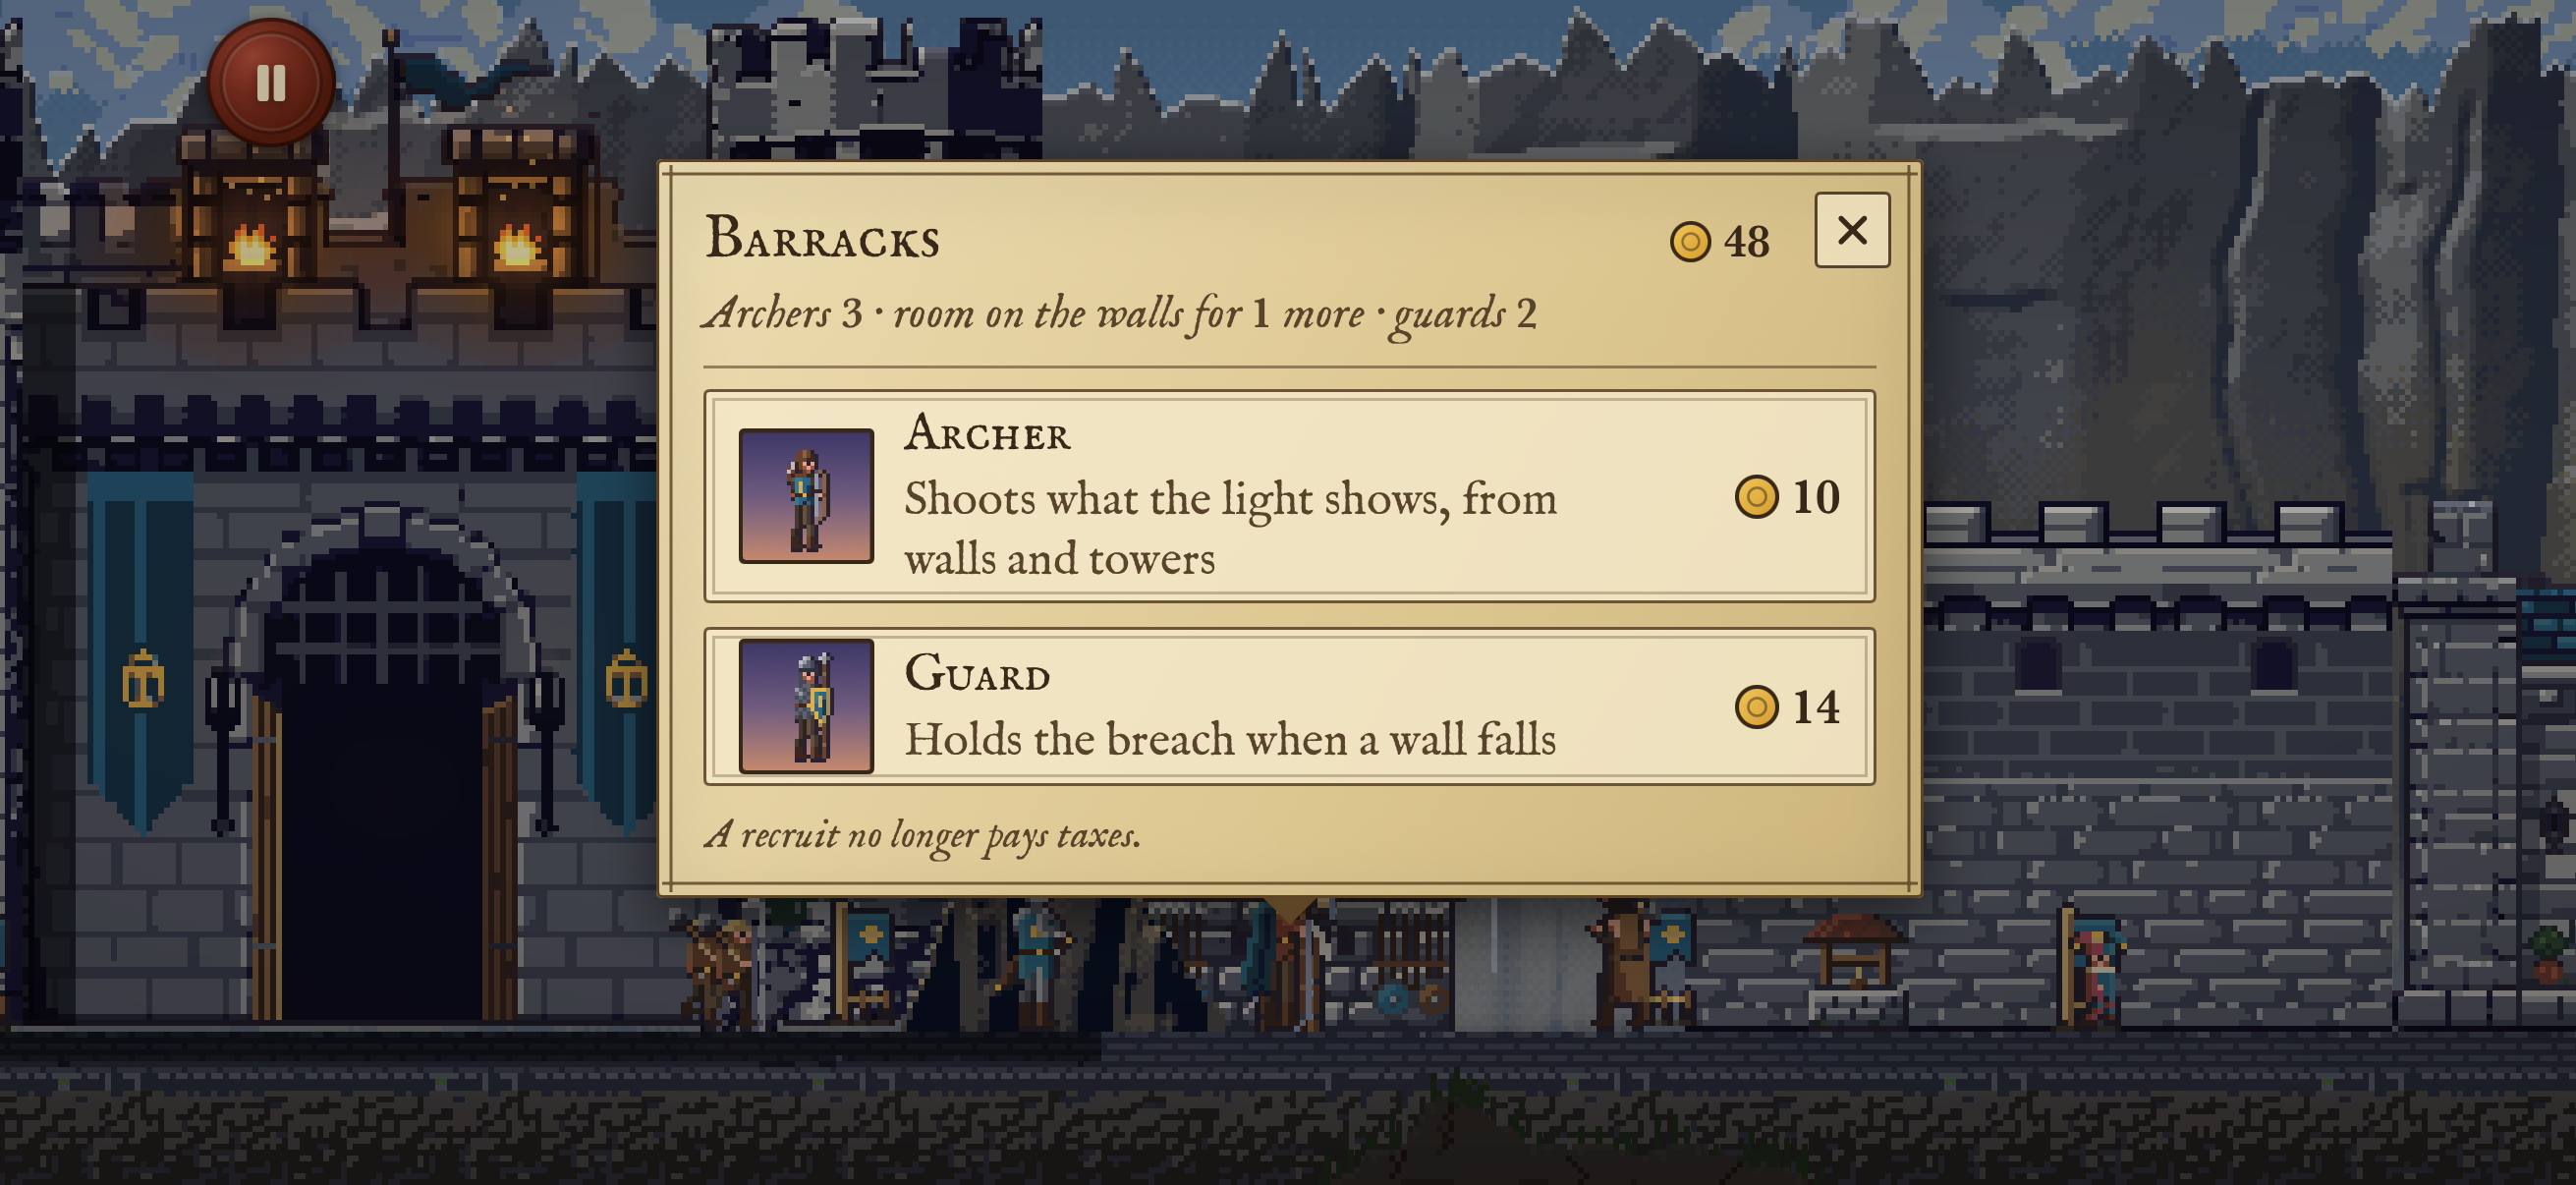 Barracks
48
Archers 3 · room on the walls for 1 more · guards 2
Archer
Shoots what the light shows, from
walls and towers
10
Guard
Holds the breach when a wall falls
14
A recruit no longer pays taxes.